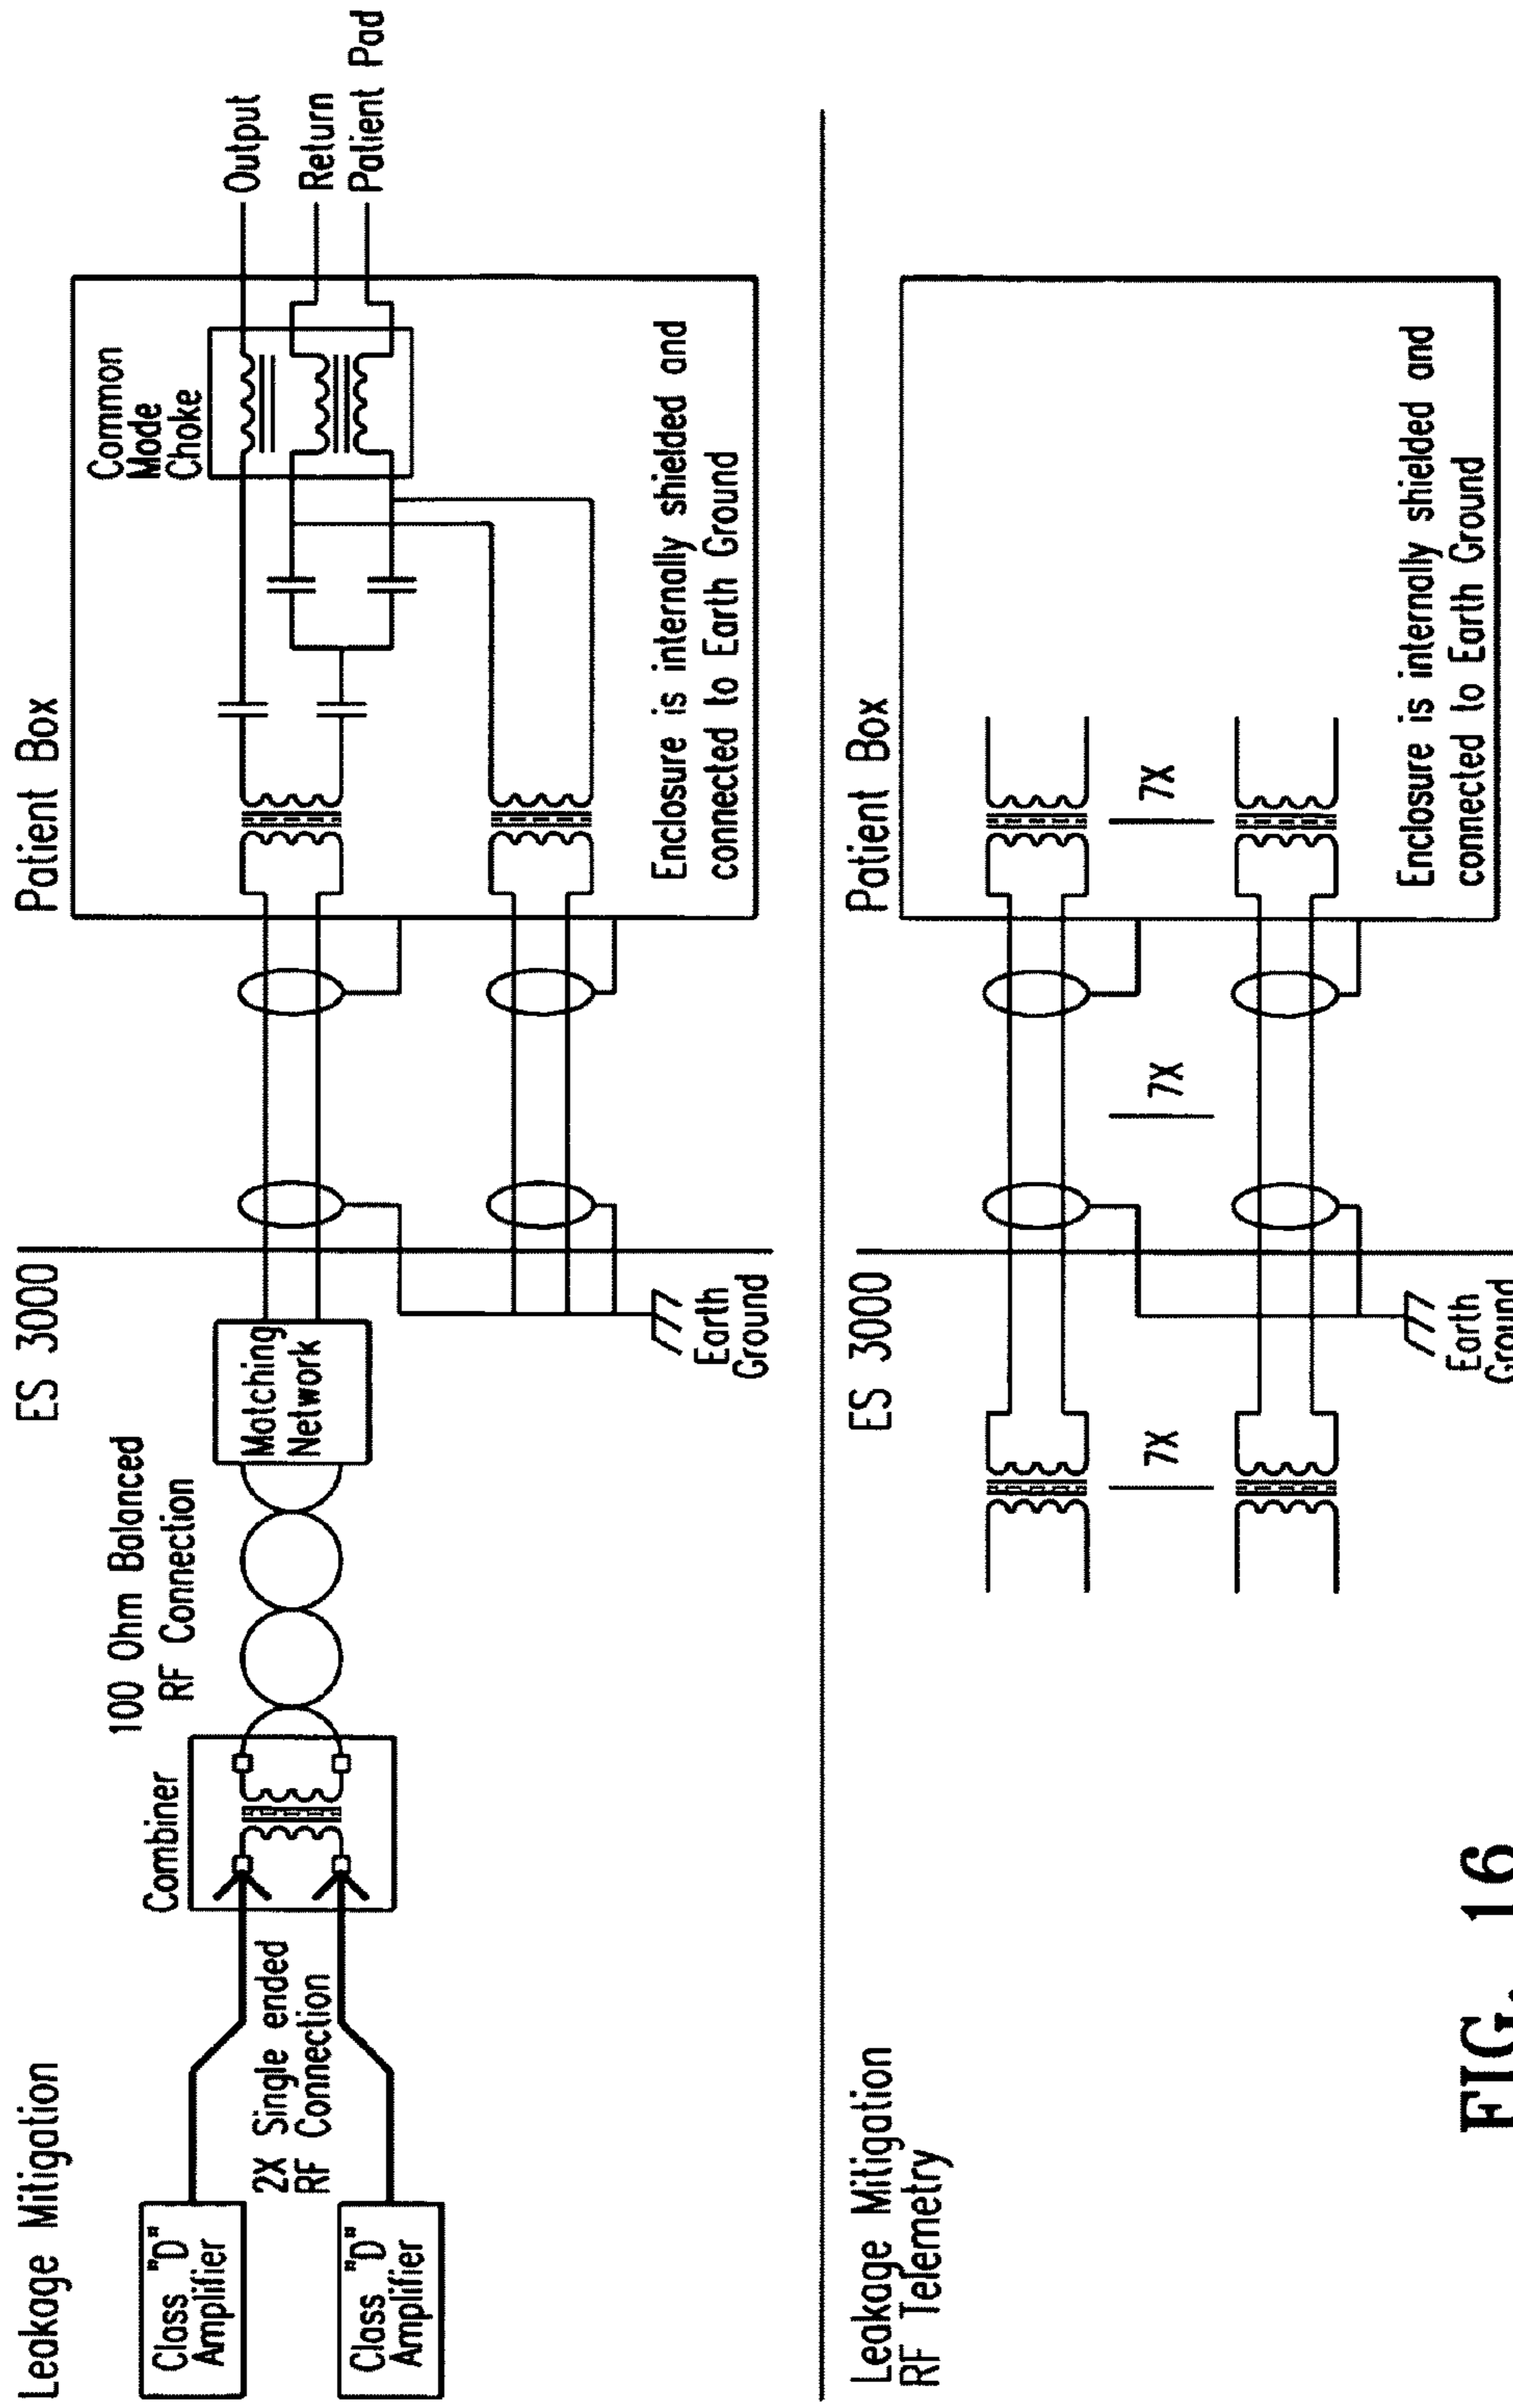 Leakage Mitigation
ES 3000
Patient Box
Class "D"
Amplifier
Class "D"
Amplifier
2X Single ended
RF Connection
Combiner
100 Ohm Balanced
RF Connection
Matching
Network
Earth
Ground
Common
Mode
Choke
Output
Return
Patient Pad
Enclosure is internally shielded and
connected to Earth Ground
Leakage Mitigation
RF Telemetry
ES 3000
Patient Box
7X
7X
7X
Earth
Ground
Enclosure is internally shielded and
connected to Earth Ground
FIG. 16